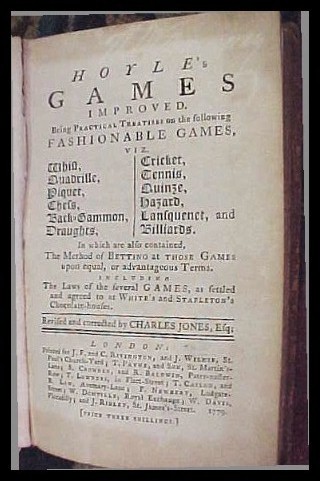 HOYLE's
GAMES
IMPROVED.
Being PRACTICAL TREATISES on the following
FASHIONABLE GAMES,
VIZ.
Whist,
Quadrille,
Piquet,
Chess,
Back-Gammon,
Draughts,
Cricket,
Tennis,
Quinze,
Hazard,
Lansquenet, and
Billiards.
In which are also contained,
The Method of BETTING at THOSE GAMES
upon equal, or advantageous Terms.
INCLUDING
The Laws of the several GAMES, as settled
and agreed to at WHITE's and STAPLETON's
Chocolate-houses.
Revised and corrected by CHARLES JONES, Esq;
LONDON:
Printed for J. F. and C. RIVINGTON, and J. WILKIE, St.
Paul's Church-Yard; T. PAYNE, and SON, St. Martin's-
Lane; S. CROWDER, and R. BALDWIN, Pater-noster-
Row; T. LOWNDES, in Fleet-Street; T. CASLON, and
B. LAW, Avemary-Lane; F. NEWBERY, Ludgate-
Street; W. DOMVILLE, Royal Exchange; W. DAVIS,
Piccadilly; and J. RIDLEY, St. James's-Street. 1779.
[PRICE THREE SHILLINGS.]